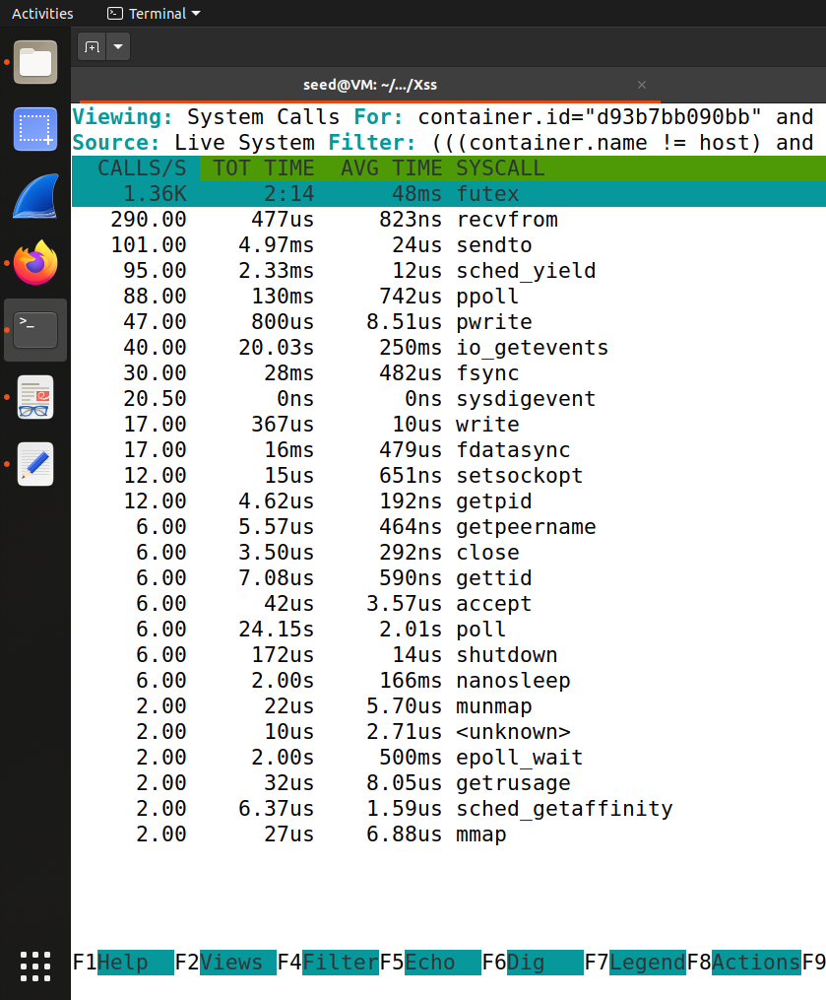 Activities Terminal
seed@VM: ~/.../Xss
Viewing: System Calls For: container.id="d93b7bb090bb" and
Source: Live System Filter: (((container.name != host) and
CALLS/S TOT TIME AVG TIME SYSCALL
1.36K 2:14 48ms futex
290.00 477us 823ns recvfrom
101.00 4.97ms 24us sendto
95.00 2.33ms 12us sched_yield
88.00 130ms 742us ppoll
47.00 800us 8.51us pwrite
40.00 20.03s 250ms io_getevents
30.00 28ms 482us fsync
20.50 0ns 0ns sysdigevent
17.00 367us 10us write
17.00 16ms 479us fdatasync
12.00 15us 651ns setsockopt
12.00 4.62us 192ns getpid
6.00 5.57us 464ns getpeername
6.00 3.50us 292ns close
6.00 7.08us 590ns gettid
6.00 42us 3.57us accept
6.00 24.15s 2.01s poll
6.00 172us 14us shutdown
6.00 2.00s 166ms nanosleep
2.00 22us 5.70us munmap
2.00 10us 2.71us <unknown>
2.00 2.00s 500ms epoll_wait
2.00 32us 8.05us getrusage
2.00 6.37us 1.59us sched_getaffinity
2.00 27us 6.88us mmap
F1Help F2Views F4FilterF5Echo F6Dig F7LegendF8ActionsF9